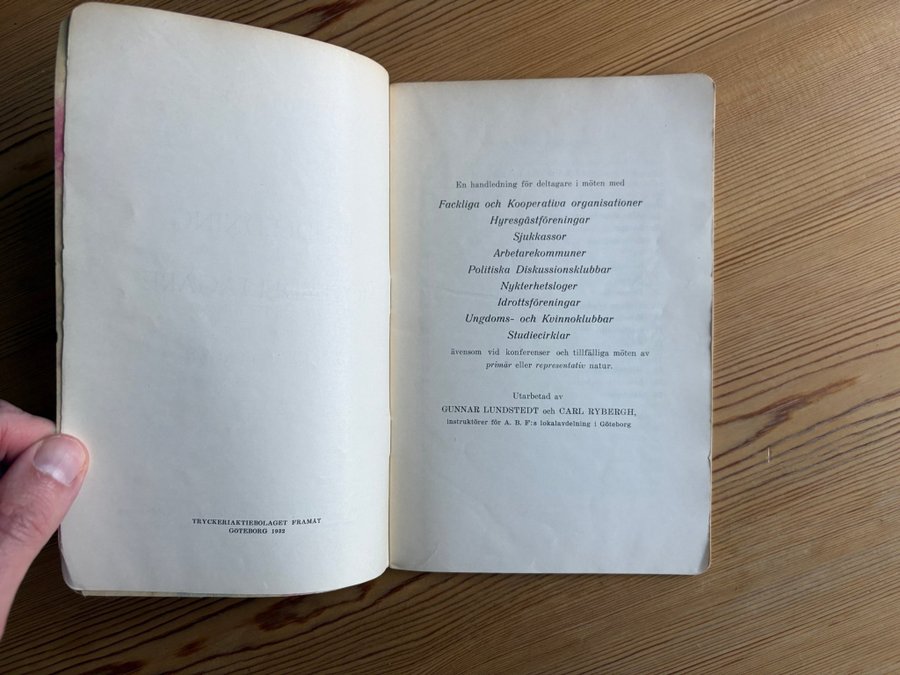 TRYCKERIAKTIEBOLAGET FRAMÅT
GÖTEBORG 1932
En handledning för deltagare i möten med
Fackliga och Kooperativa organisationer
Hyresgästföreningar
Sjukkassor
Arbetarekommuner
Politiska Diskussionsklubbar
Nykterhetsloger
Idrottsföreningar
Ungdoms- och Kvinnoklubbar
Studiecirklar
ävensom vid konferenser och tillfälliga möten av
primär eller representativ natur.
Utarbetad av
GUNNAR LUNDSTEDT och CARL RYBERGH,
instruktörer för A. B. F:s lokalavdelning i Göteborg